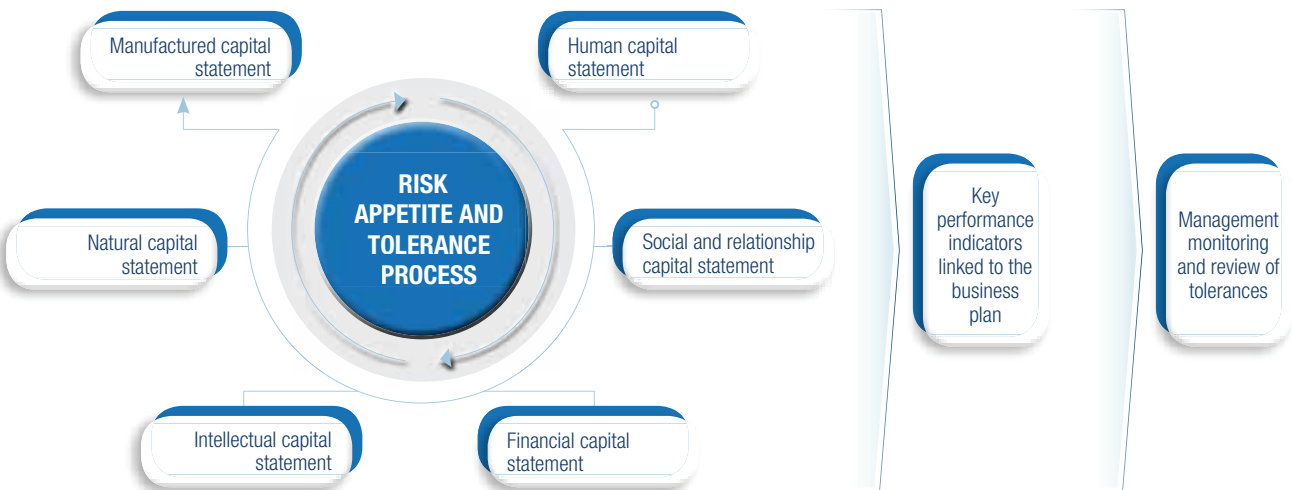 Manufactured capital
statement
Human capital
statement
RISK
APPETITE AND
TOLERANCE
PROCESS
Natural capital
statement
Social and relationship
capital statement
Intellectual capital
statement
Financial capital
statement
Key
performance
indicators
linked to the
business
plan
Management
monitoring
and review of
tolerances